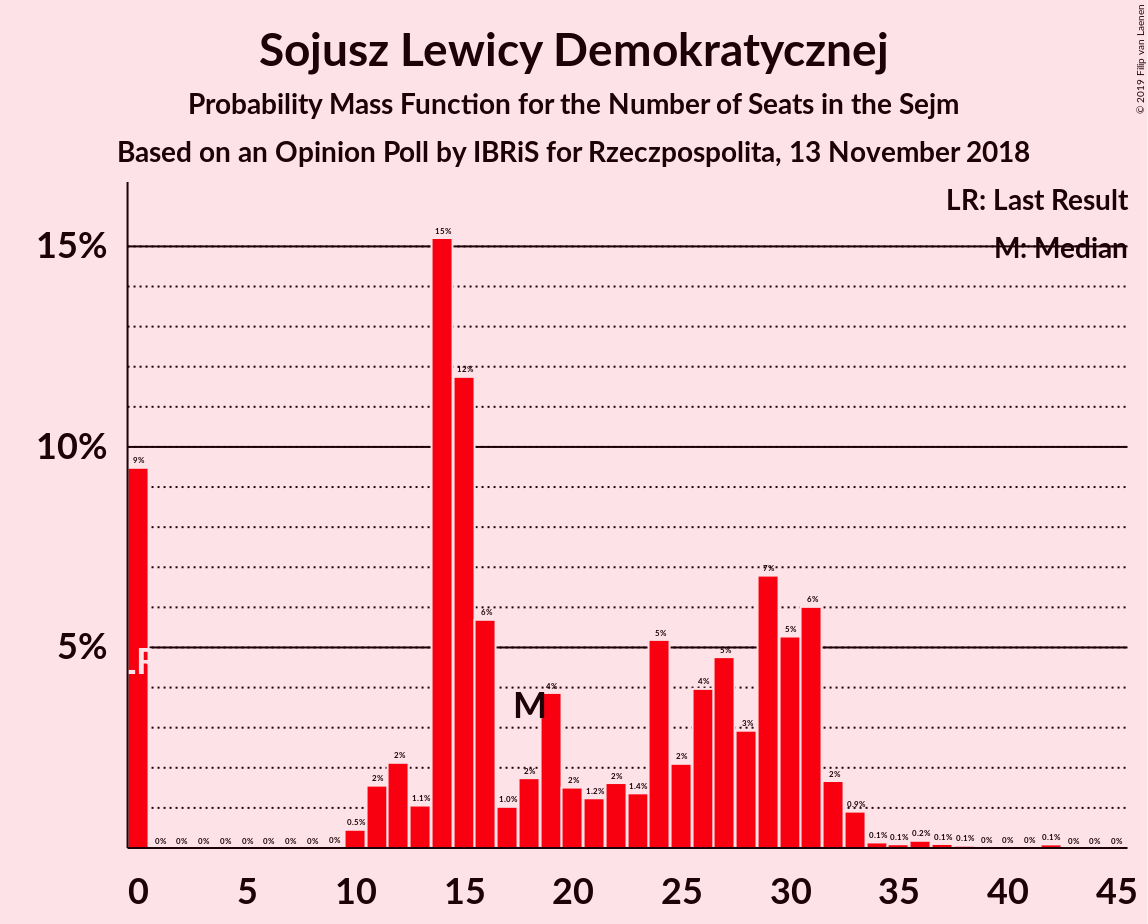 Sojusz Lewicy Demokratycznej
Probability Mass Function for the Number of Seats in the Sejm
Based on an Opinion Poll by IBRiS for Rzeczpospolita, 13 November 2018
© 2019 Filip van Laenen
LR: Last Result
M: Median
15%
10%
5%
9% 0% 0% 0% 0% 0% 0% 0% 0% 0% 0.5% 2% 2% 1.1% 15% 12% 6% 1.0% 2% 4% 2% 1.2% 2% 1.4% 5% 2% 4% 5% 3% 7% 5% 6% 2% 0.9% 0.1% 0.1% 0.2% 0.1% 0.1% 0% 0% 0% 0.1% 0% 0% 0%
LR
M
0 5 10 15 20 25 30 35 40 45